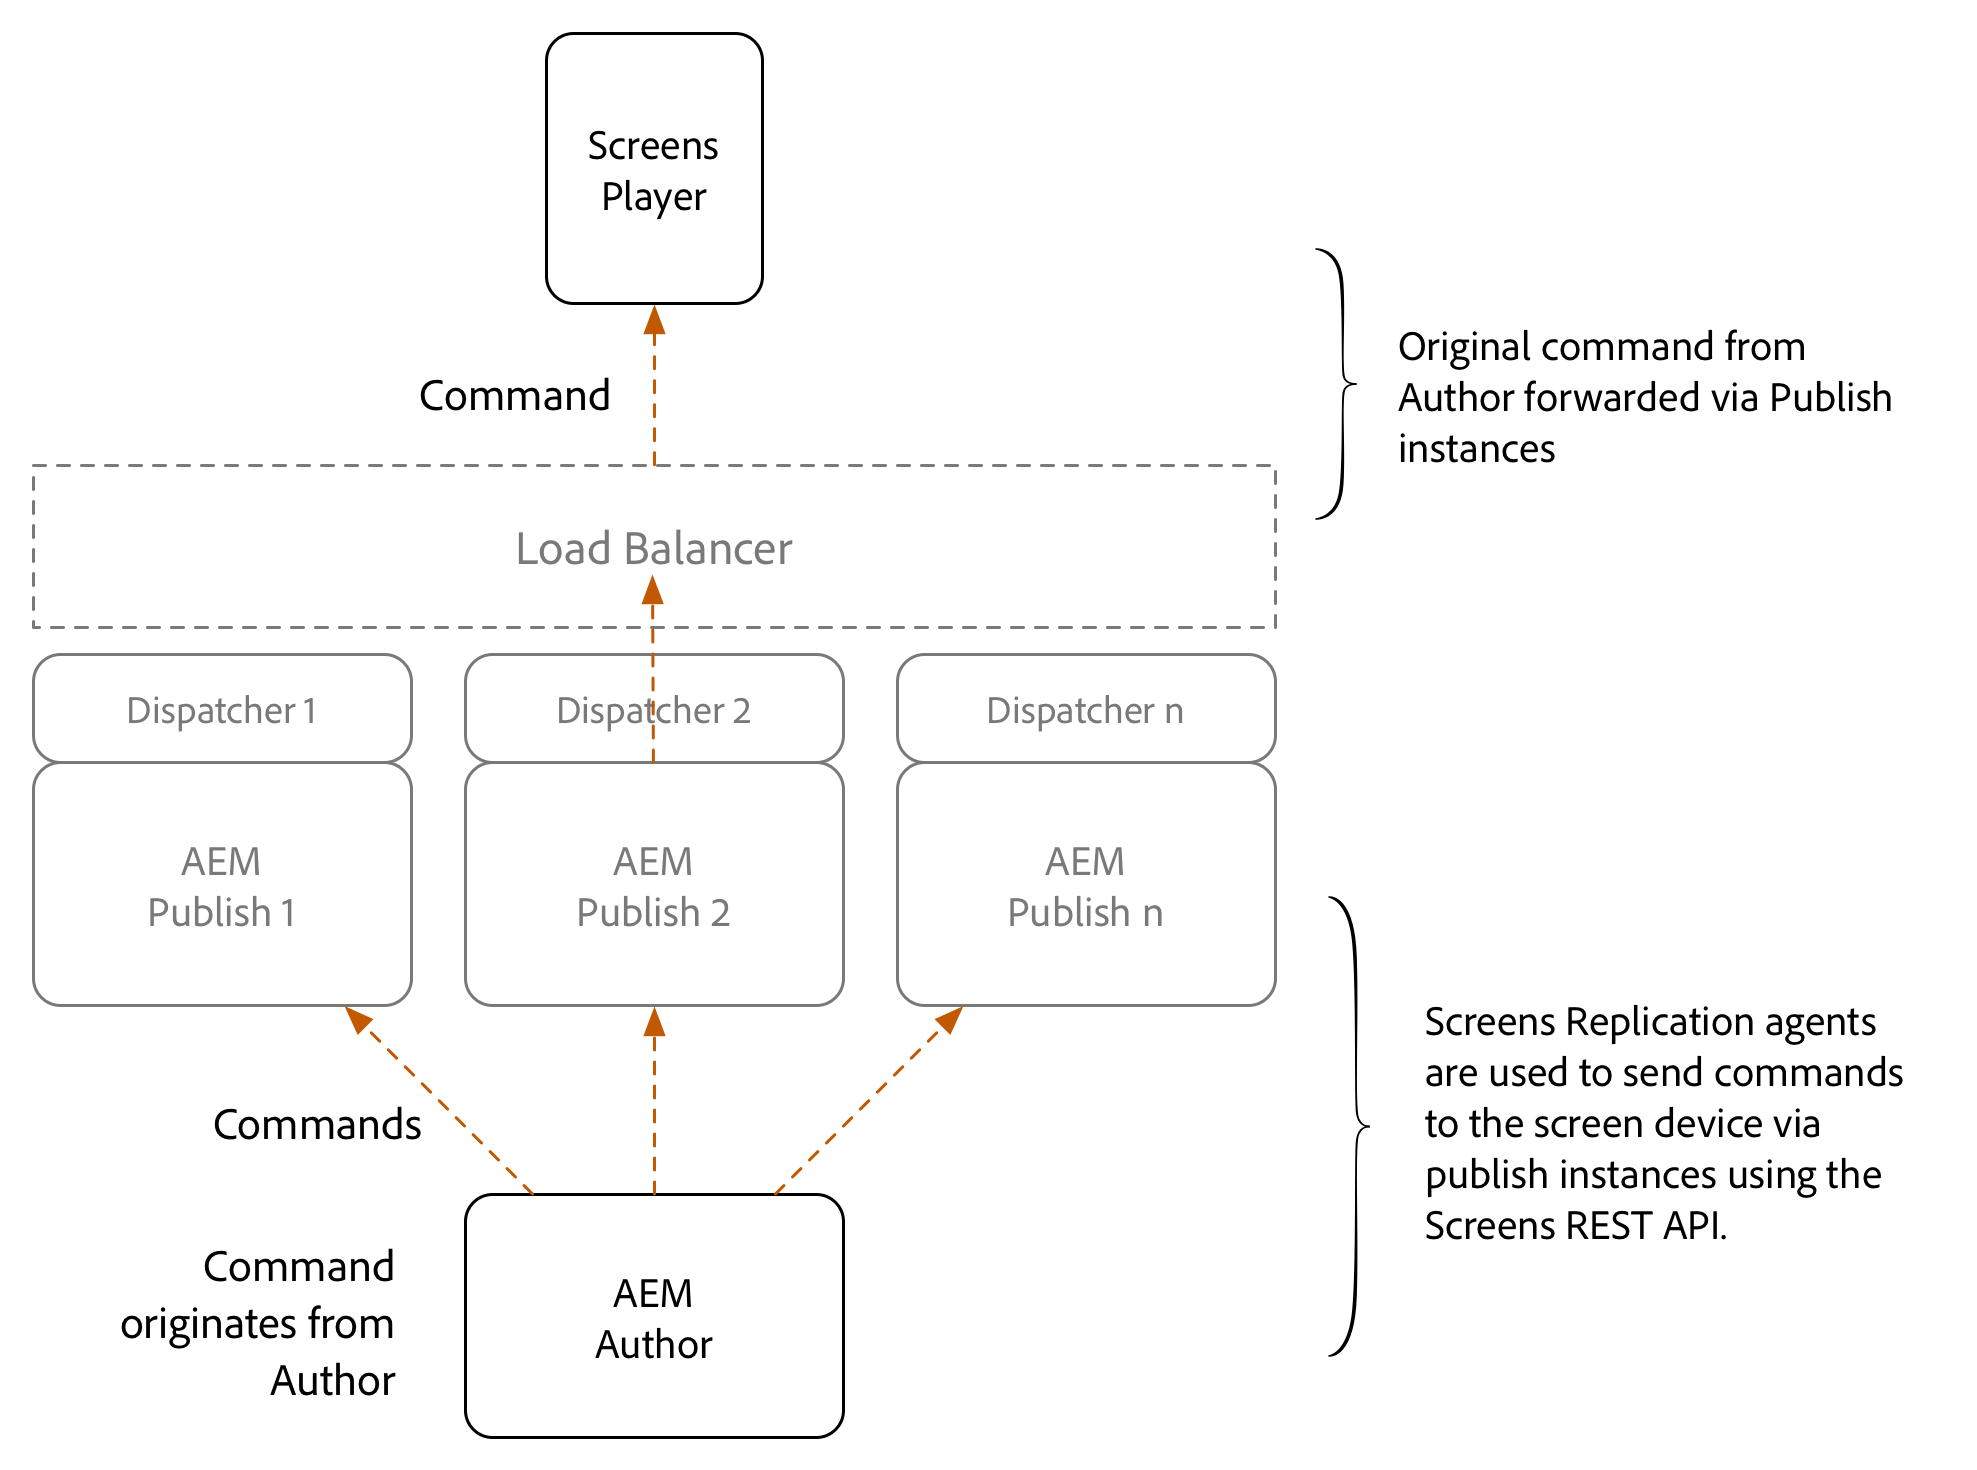 Screens
Player
Command
Original command from
Author forwarded via Publish
instances
Load Balancer
Dispatcher 1
Dispatcher 2
Dispatcher n
AEM
Publish 1
AEM
Publish 2
AEM
Publish n
Commands
Screens Replication agents
are used to send commands
to the screen device via
publish instances using the
Screens REST API.
Command
originates from
Author
AEM
Author